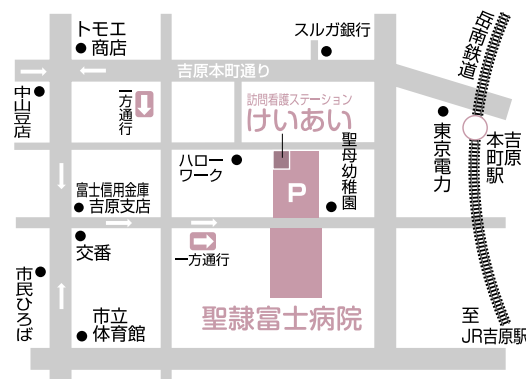 トモエ
商店
スルガ銀行
岳南鉄道
吉原本町通り
中山豆店
一方通行
訪問看護ステーション
けいあい
東京電力
吉原
本町駅
ハロー
ワーク
聖母幼稚園
P
富士信用金庫
吉原支店
交番
一方通行
市民ひろば
市立
体育館
聖隷富士病院
至
JR吉原駅